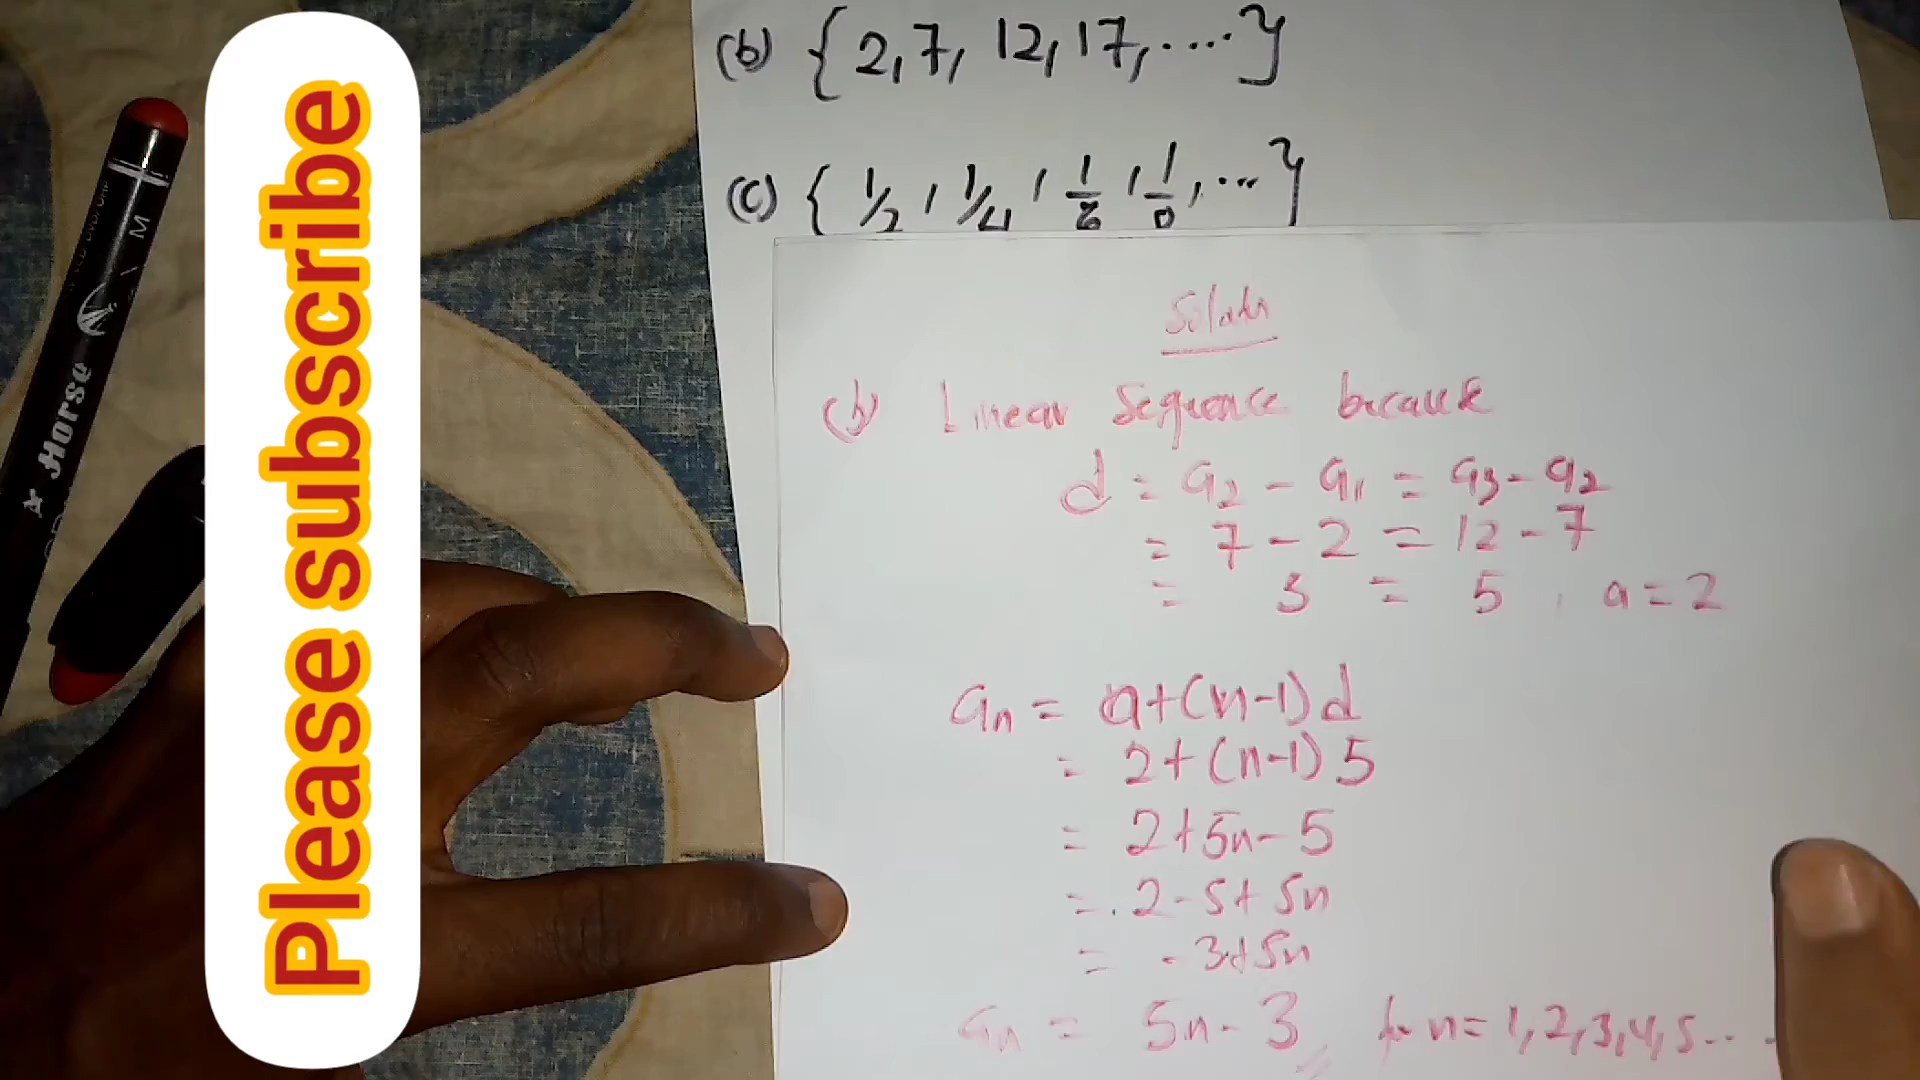 Please subscribe
Horse
M
(b) {2, 7, 12, 17, ....}
(c) {1/2, 1/4, 1/8, 1/0, ...}
(b) Linear Sequence because
d = a2 - a1 = a3 - a2
= 7 - 2 = 12 - 7
= 3 = 5, a = 2
an = a+(n-1)d
= 2+(n-1)5
= 2+5n-5
= 2-5+5n
= -3+5n
an = 5n-3 for n=1,2,3,4,5...